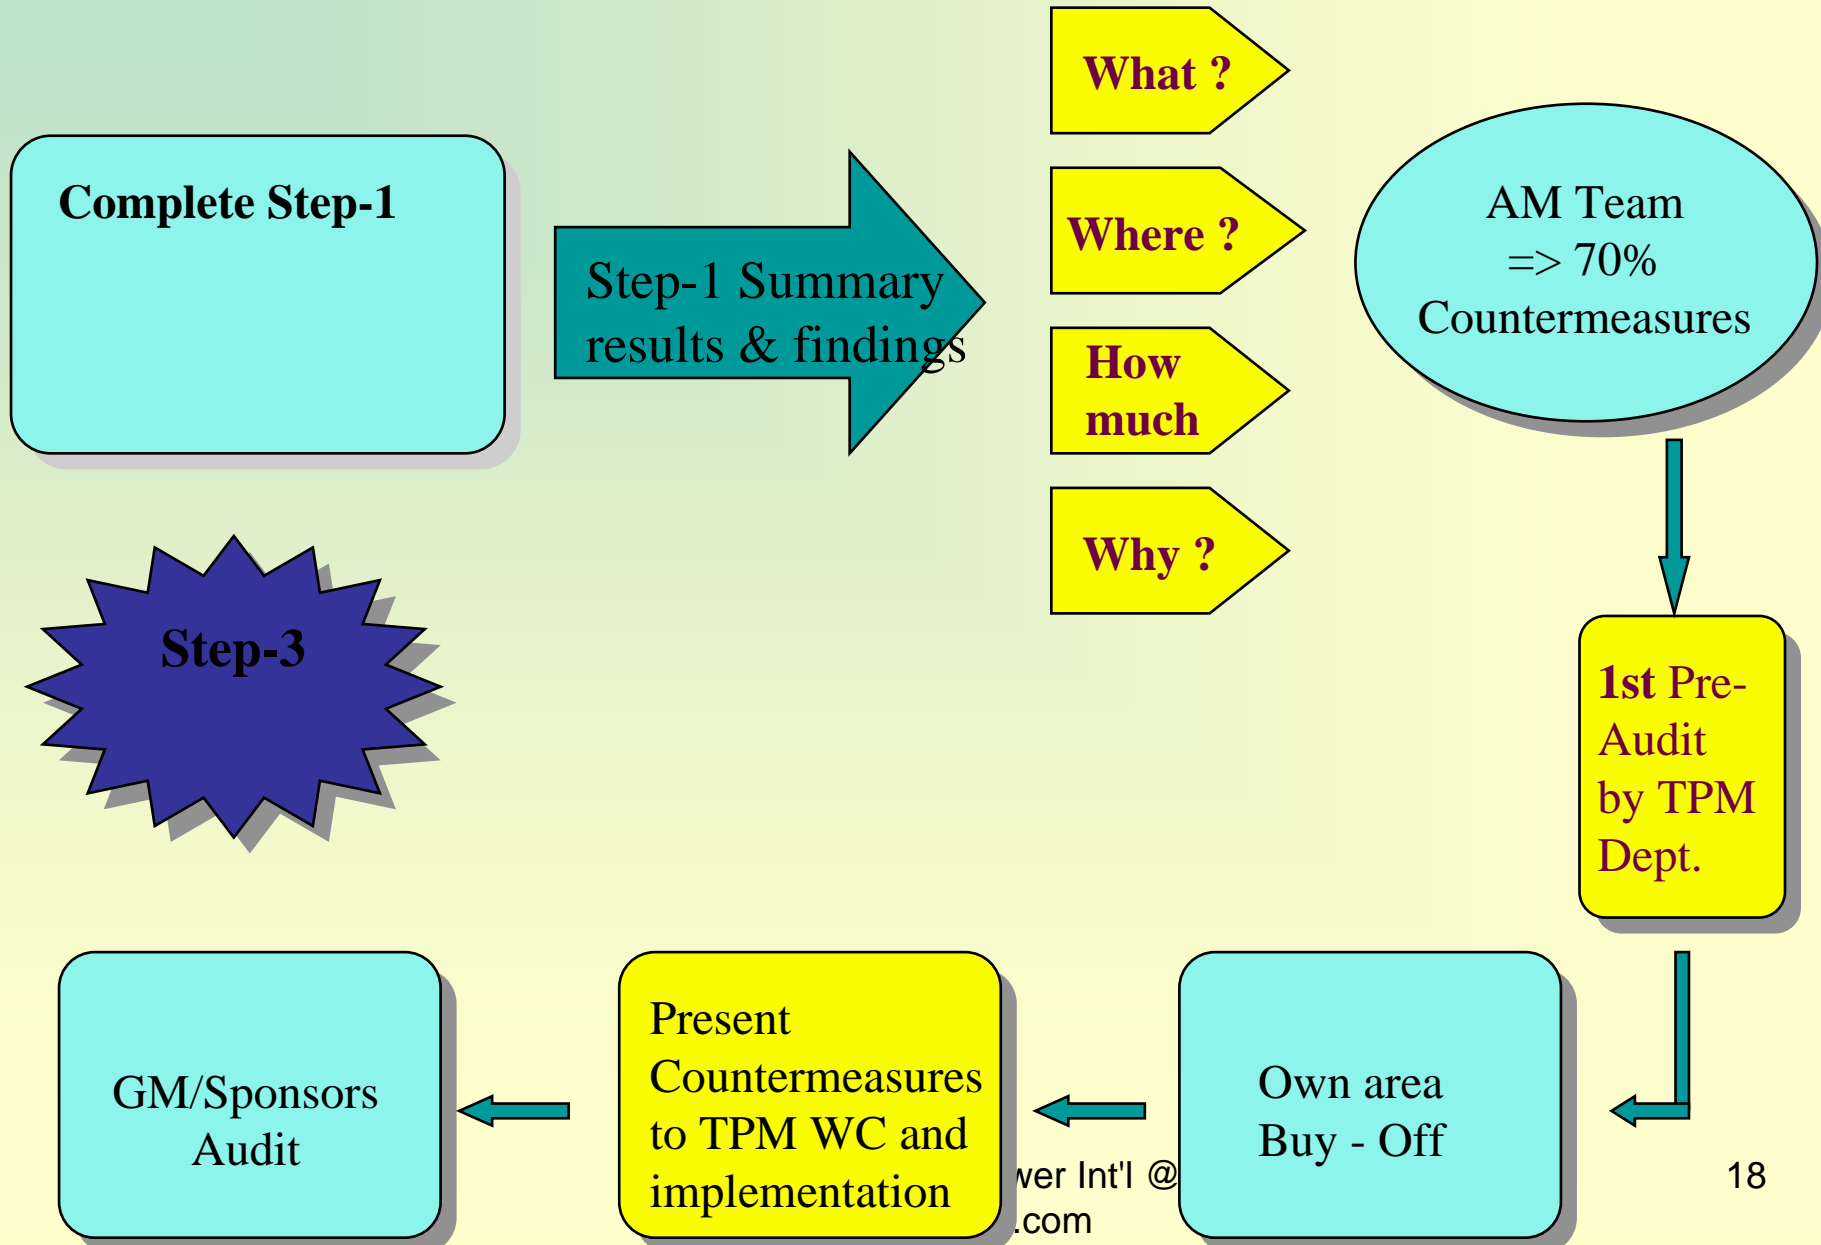 Complete Step-1
Step-1 Summary
results & findings
What ?
Where ?
How
much
Why ?
AM Team
=> 70%
Countermeasures
1st Pre-
Audit
by TPM
Dept.
Own area
Buy - Off
Present
Countermeasures
to TPM WC and
implementation
GM/Sponsors
Audit
Step-3
Int'l @
.com
18